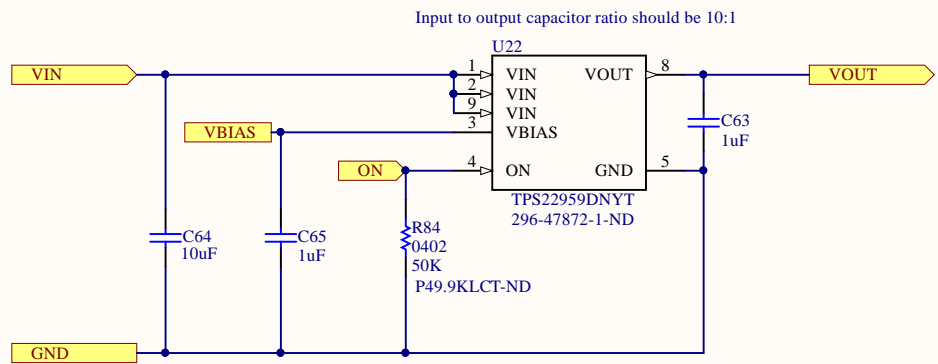 Input to output capacitor ratio should be 10:1
U22
VIN
1
VIN
VOUT
8
VOUT
2
VIN
9
VIN
C63
1uF
VBIAS
3
VBIAS
ON
4
ON
GND
5
TPS22959DNYT
296-47872-1-ND
C64
10uF
C65
1uF
R84
0402
50K
P49.9KLCT-ND
GND